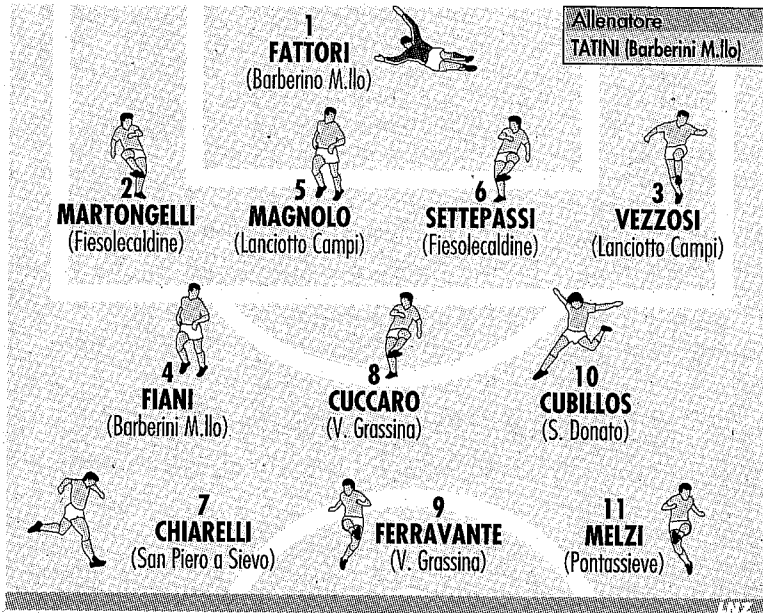 Allenatore
TATINI (Barberini M.llo)
1
FATTORI
(Barberino M.llo)
2
MARTONGELLI
(Fiesolecaldine)
5
MAGNOLO
(Lanciotto Campi)
6
SETTEPASSI
(Fiesolecaldine)
3
VEZZOSI
(Lanciotto Campi)
4
FIANI
(Barberini M.llo)
8
CUCCARO
(V. Grassina)
10
CUBILLOS
(S. Donato)
7
CHIARELLI
(San Piero a Sievo)
9
FERRAVANTE
(V. Grassina)
11
MELZI
(Pontassieve)